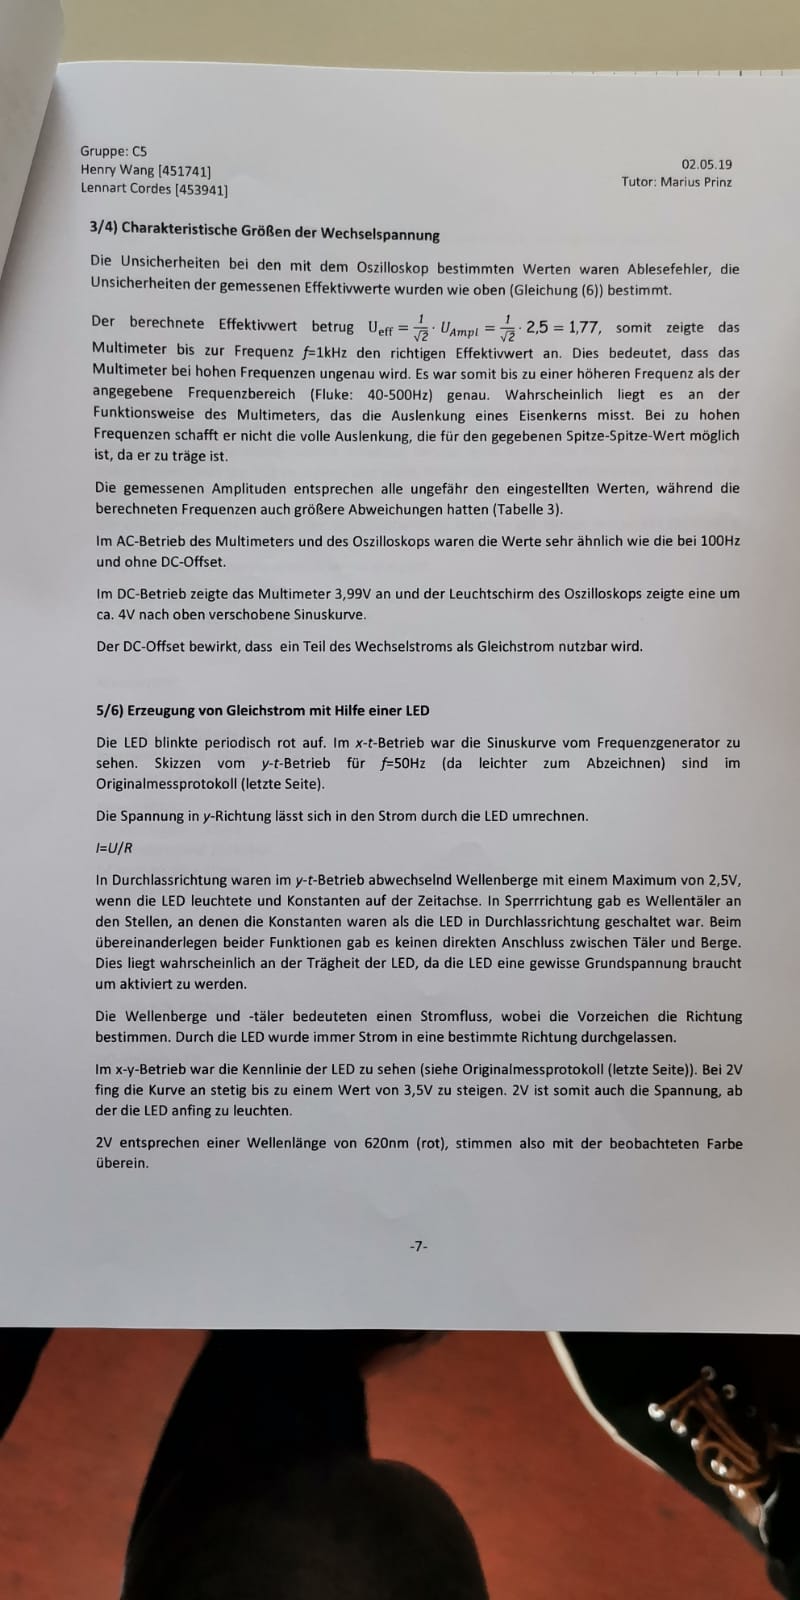 Gruppe: C5
Henry Wang [451741]
Lennart Cordes [453941]
02.05.19
Tutor: Marius Prinz
3/4) Charakteristische Größen der Wechselspannung
Die Unsicherheiten bei den mit dem Oszilloskop bestimmten Werten waren Ablesefehler, die
Unsicherheiten der gemessenen Effektivwerte wurden wie oben (Gleichung (6)) bestimmt.
Der berechnete Effektivwert betrug U_eff = 1/√2 · U_Ampl = 1/√2 · 2,5 = 1,77, somit zeigte das
Multimeter bis zur Frequenz f=1kHz den richtigen Effektivwert an. Dies bedeutet, dass das
Multimeter bei hohen Frequenzen ungenau wird. Es war somit bis zu einer höheren Frequenz als der
angegebene Frequenzbereich (Fluke: 40-500Hz) genau. Wahrscheinlich liegt es an der
Funktionsweise des Multimeters, das die Auslenkung eines Eisenkerns misst. Bei zu hohen
Frequenzen schafft er nicht die volle Auslenkung, die für den gegebenen Spitze-Spitze-Wert möglich
ist, da er zu träge ist.
Die gemessenen Amplituden entsprechen alle ungefähr den eingestellten Werten, während die
berechneten Frequenzen auch größere Abweichungen hatten (Tabelle 3).
Im AC-Betrieb des Multimeters und des Oszilloskops waren die Werte sehr ähnlich wie die bei 100Hz
und ohne DC-Offset.
Im DC-Betrieb zeigte das Multimeter 3,99V an und der Leuchtschirm des Oszilloskops zeigte eine um
ca. 4V nach oben verschobene Sinuskurve.
Der DC-Offset bewirkt, dass ein Teil des Wechselstroms als Gleichstrom nutzbar wird.
5/6) Erzeugung von Gleichstrom mit Hilfe einer LED
Die LED blinkte periodisch rot auf. Im x-t-Betrieb war die Sinuskurve vom Frequenzgenerator zu
sehen. Skizzen vom y-t-Betrieb für f=50Hz (da leichter zum Abzeichnen) sind im
Originalmessprotokoll (letzte Seite).
Die Spannung in y-Richtung lässt sich in den Strom durch die LED umrechnen.
I=U/R
In Durchlassrichtung waren im y-t-Betrieb abwechselnd Wellenberge mit einem Maximum von 2,5V,
wenn die LED leuchtete und Konstanten auf der Zeitachse. In Sperrrichtung gab es Wellentäler an
den Stellen, an denen die Konstanten waren als die LED in Durchlassrichtung geschaltet war. Beim
übereinanderlegen beider Funktionen gab es keinen direkten Anschluss zwischen Täler und Berge.
Dies liegt wahrscheinlich an der Trägheit der LED, da die LED eine gewisse Grundspannung braucht
um aktiviert zu werden.
Die Wellenberge und -täler bedeuteten einen Stromfluss, wobei die Vorzeichen die Richtung
bestimmen. Durch die LED wurde immer Strom in eine bestimmte Richtung durchgelassen.
Im x-y-Betrieb war die Kennlinie der LED zu sehen (siehe Originalmessprotokoll (letzte Seite)). Bei 2V
fing die Kurve an stetig bis zu einem Wert von 3,5V zu steigen. 2V ist somit auch die Spannung, ab
der die LED anfing zu leuchten.
2V entsprechen einer Wellenlänge von 620nm (rot), stimmen also mit der beobachteten Farbe
überein.
-7-